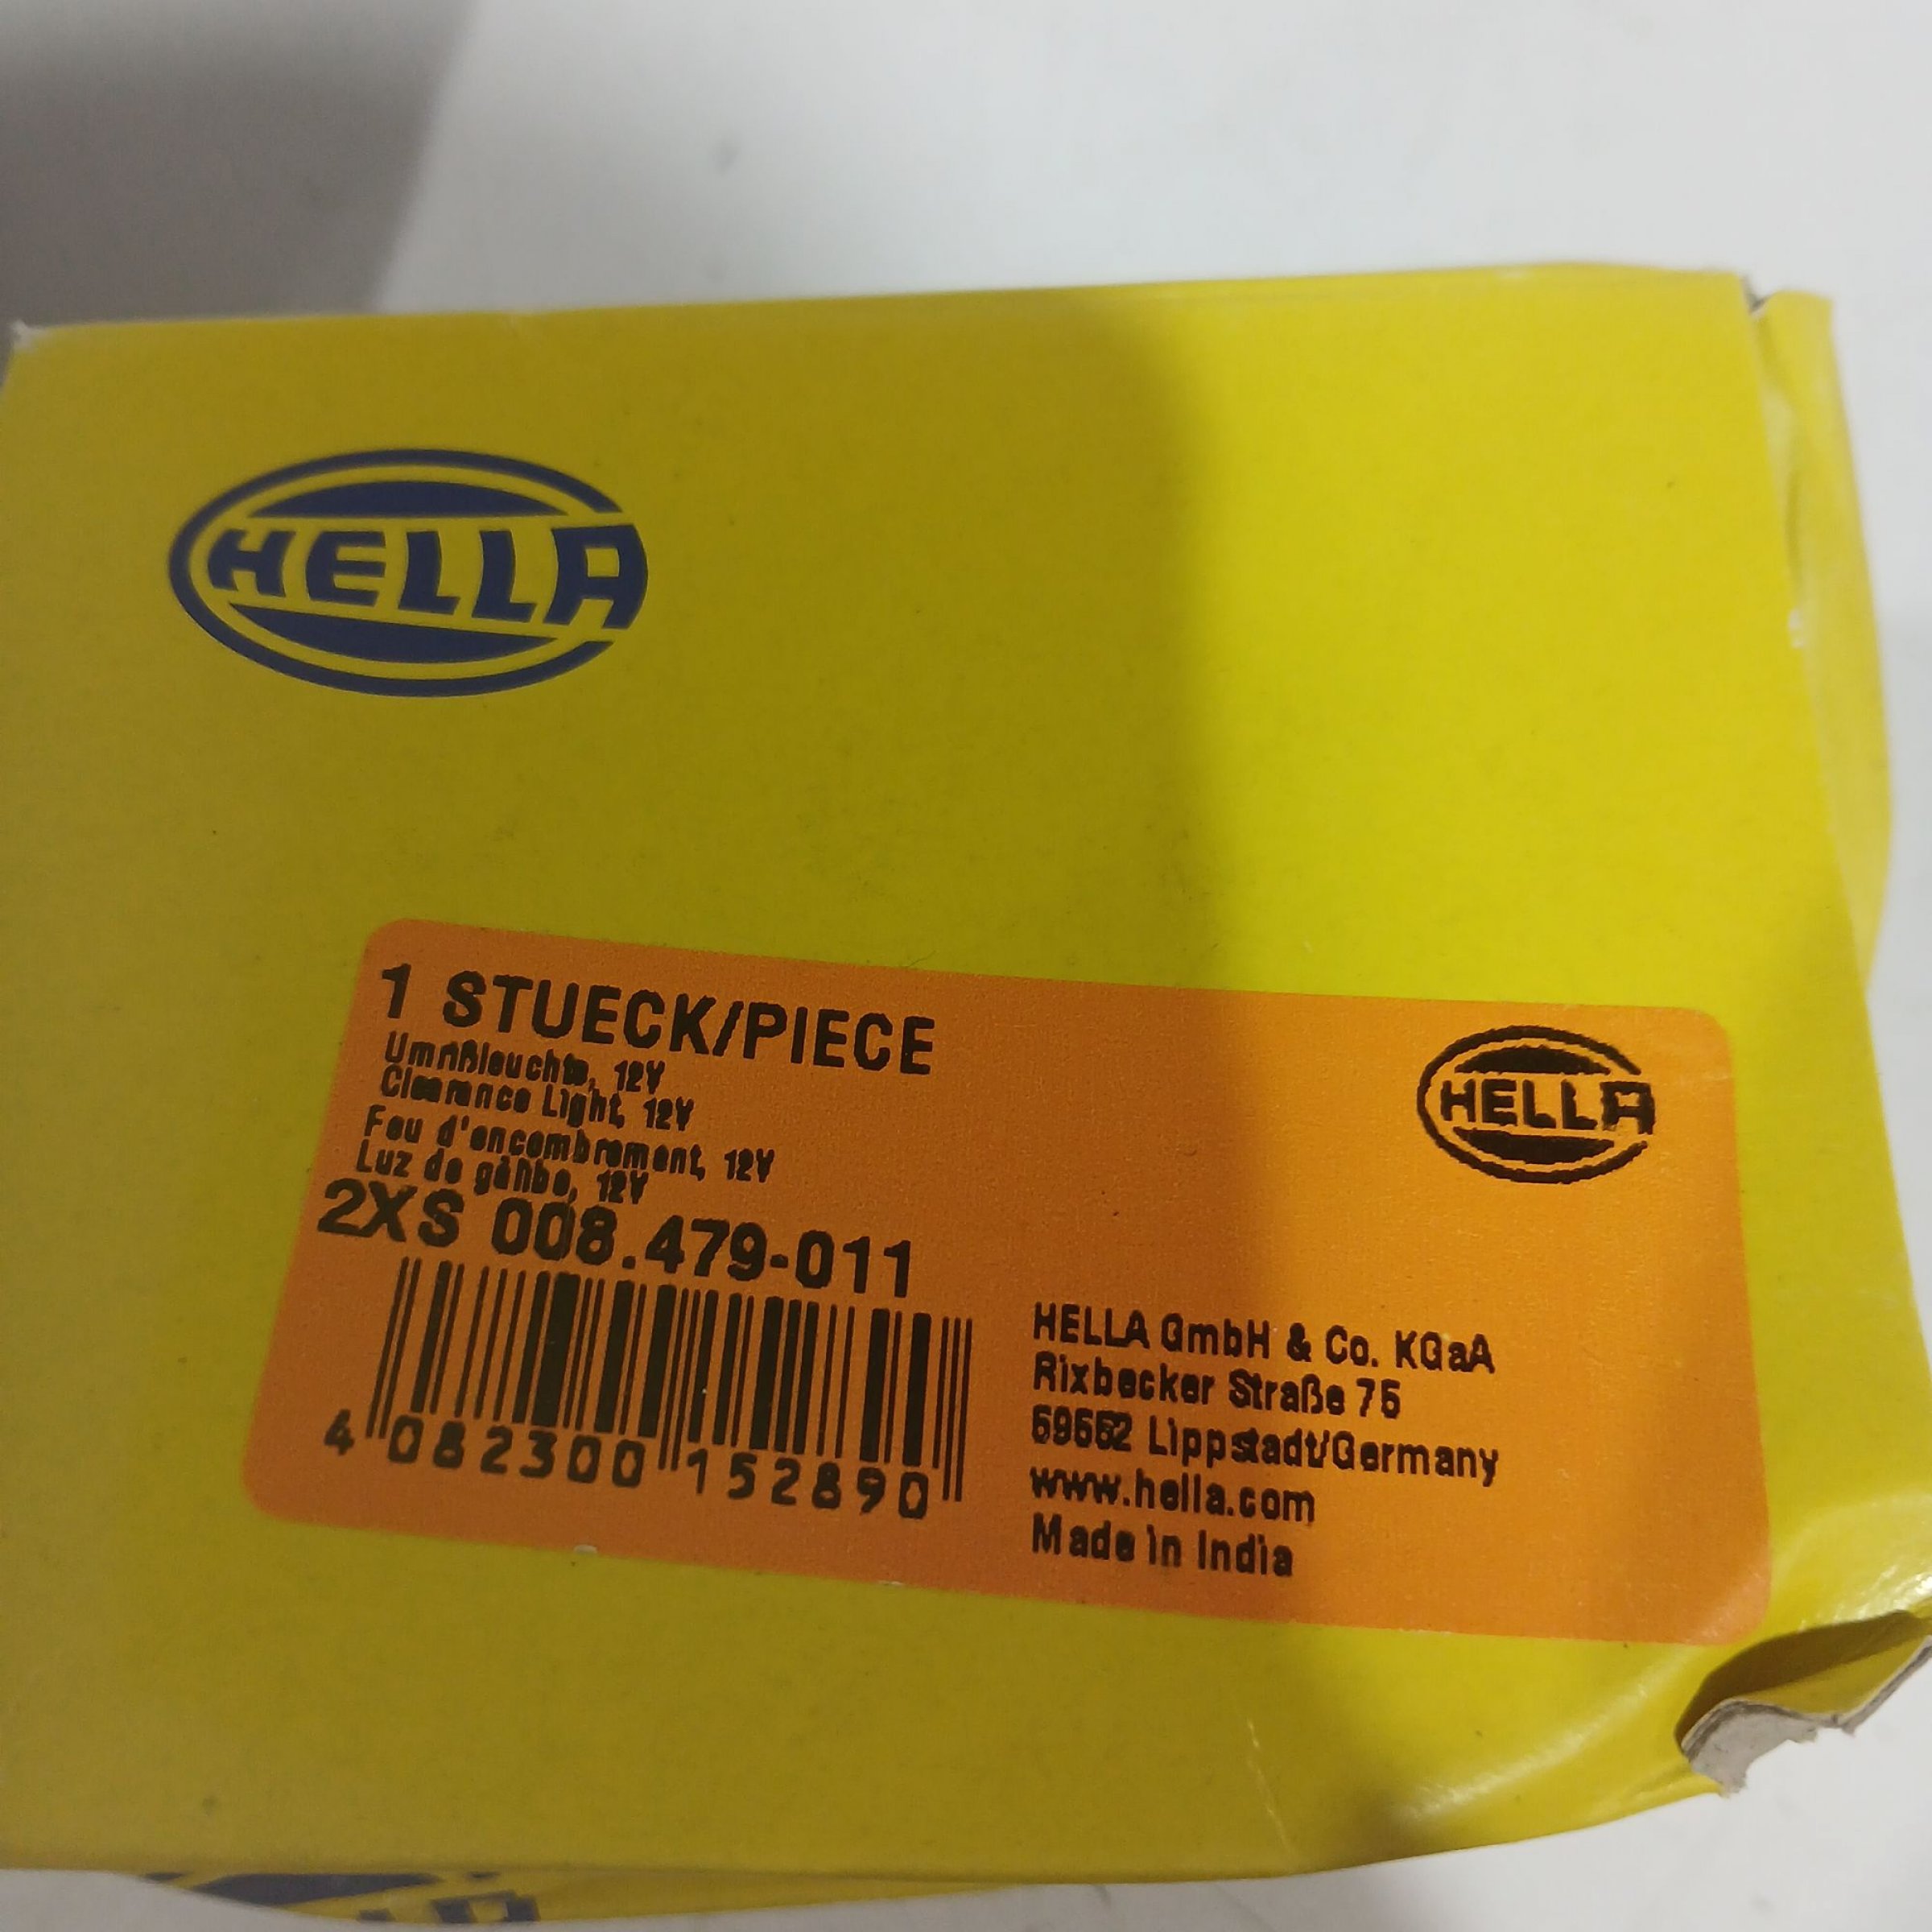 HELLA
1 STUECK/PIECE
Umrißleuchte, 12V
Clearance Light, 12V
Feu d'encombrement, 12V
Luz de gálibo, 12V
2XS 008.479-011
4 082300 152890
HELLA
HELLA GmbH & Co. KGaA
Rixbecker Straße 75
59552 Lippstadt/Germany
www.hella.com
Made in India